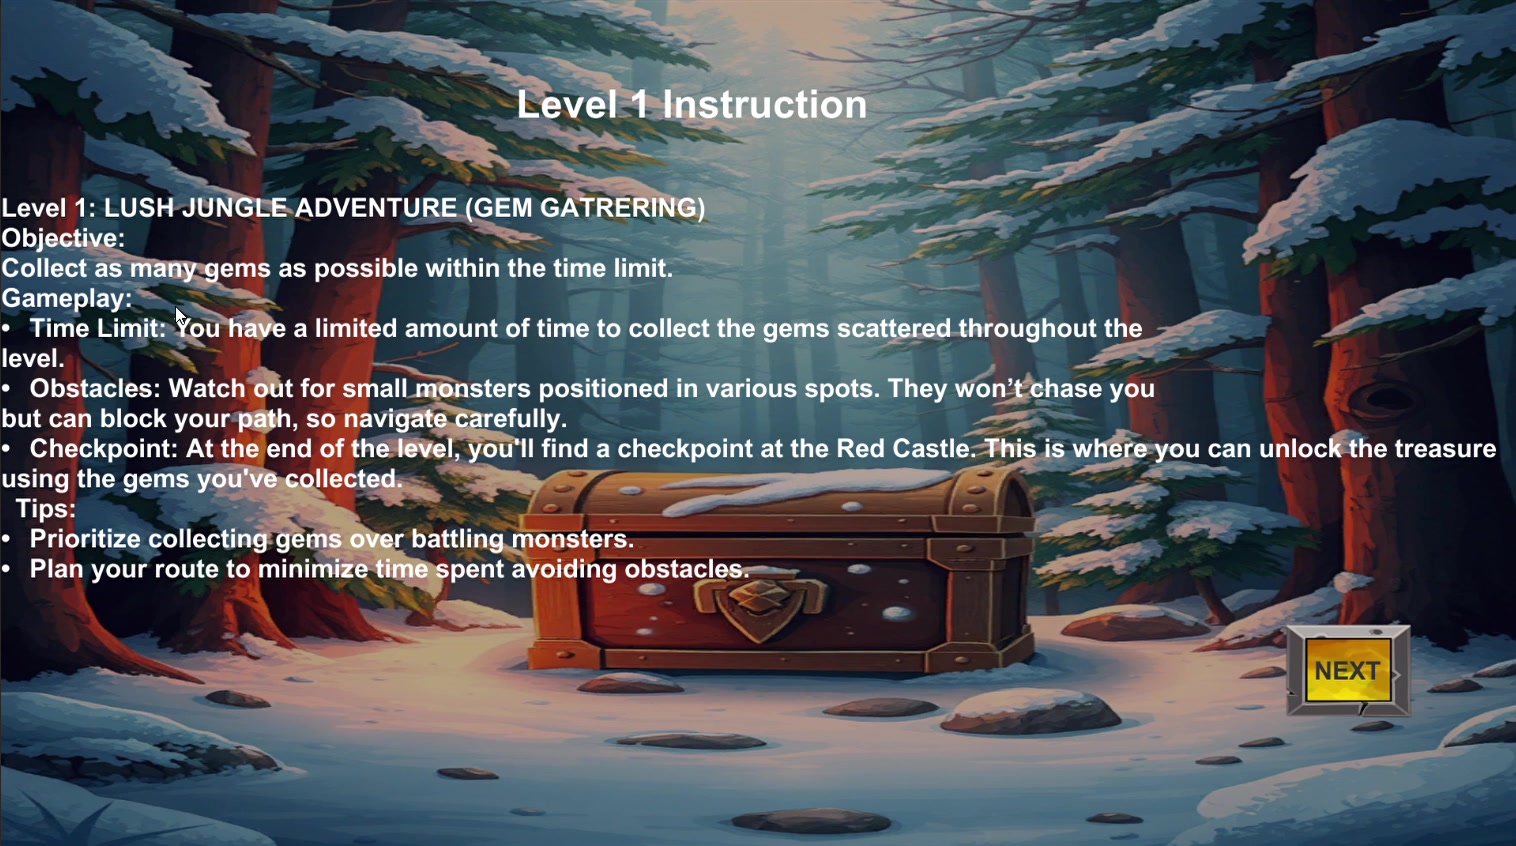 Level 1 Instruction
Level 1: LUSH JUNGLE ADVENTURE (GEM GATRERING)
Objective:
Collect as many gems as possible within the time limit.
Gameplay:
• Time Limit: You have a limited amount of time to collect the gems scattered throughout the
level.
• Obstacles: Watch out for small monsters positioned in various spots. They won’t chase you
but can block your path, so navigate carefully.
• Checkpoint: At the end of the level, you'll find a checkpoint at the Red Castle. This is where you can unlock the treasure
using the gems you've collected.
Tips:
• Prioritize collecting gems over battling monsters.
• Plan your route to minimize time spent avoiding obstacles.
NEXT